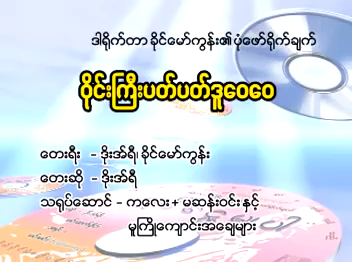 ဒါရိုက်တာ ခိုင်မော်ကွန်း၏ ပုံဖော်ရိုက်ချက်
ဝိုင်းကြီးပတ်ပတ်ဒူဝေဝေ
တေးရေး - ဒိုးအ်ရီ၊ ခိုင်မော်ကွန်း
တေးဆို - ဒိုးအ်ရီ
သရုပ်ဆောင် - ကလေး + မဆန်းဝင်း နှင့်
မူကြိုကျောင်းအချေများ